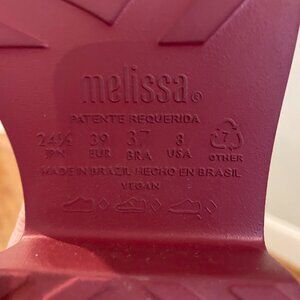 melissa®
PATENTE REQUERIDA
24½ 39 37 8 7
JPN EUR BRA USA OTHER
MADE IN BRAZIL HECHO EN BRASIL
VEGAN